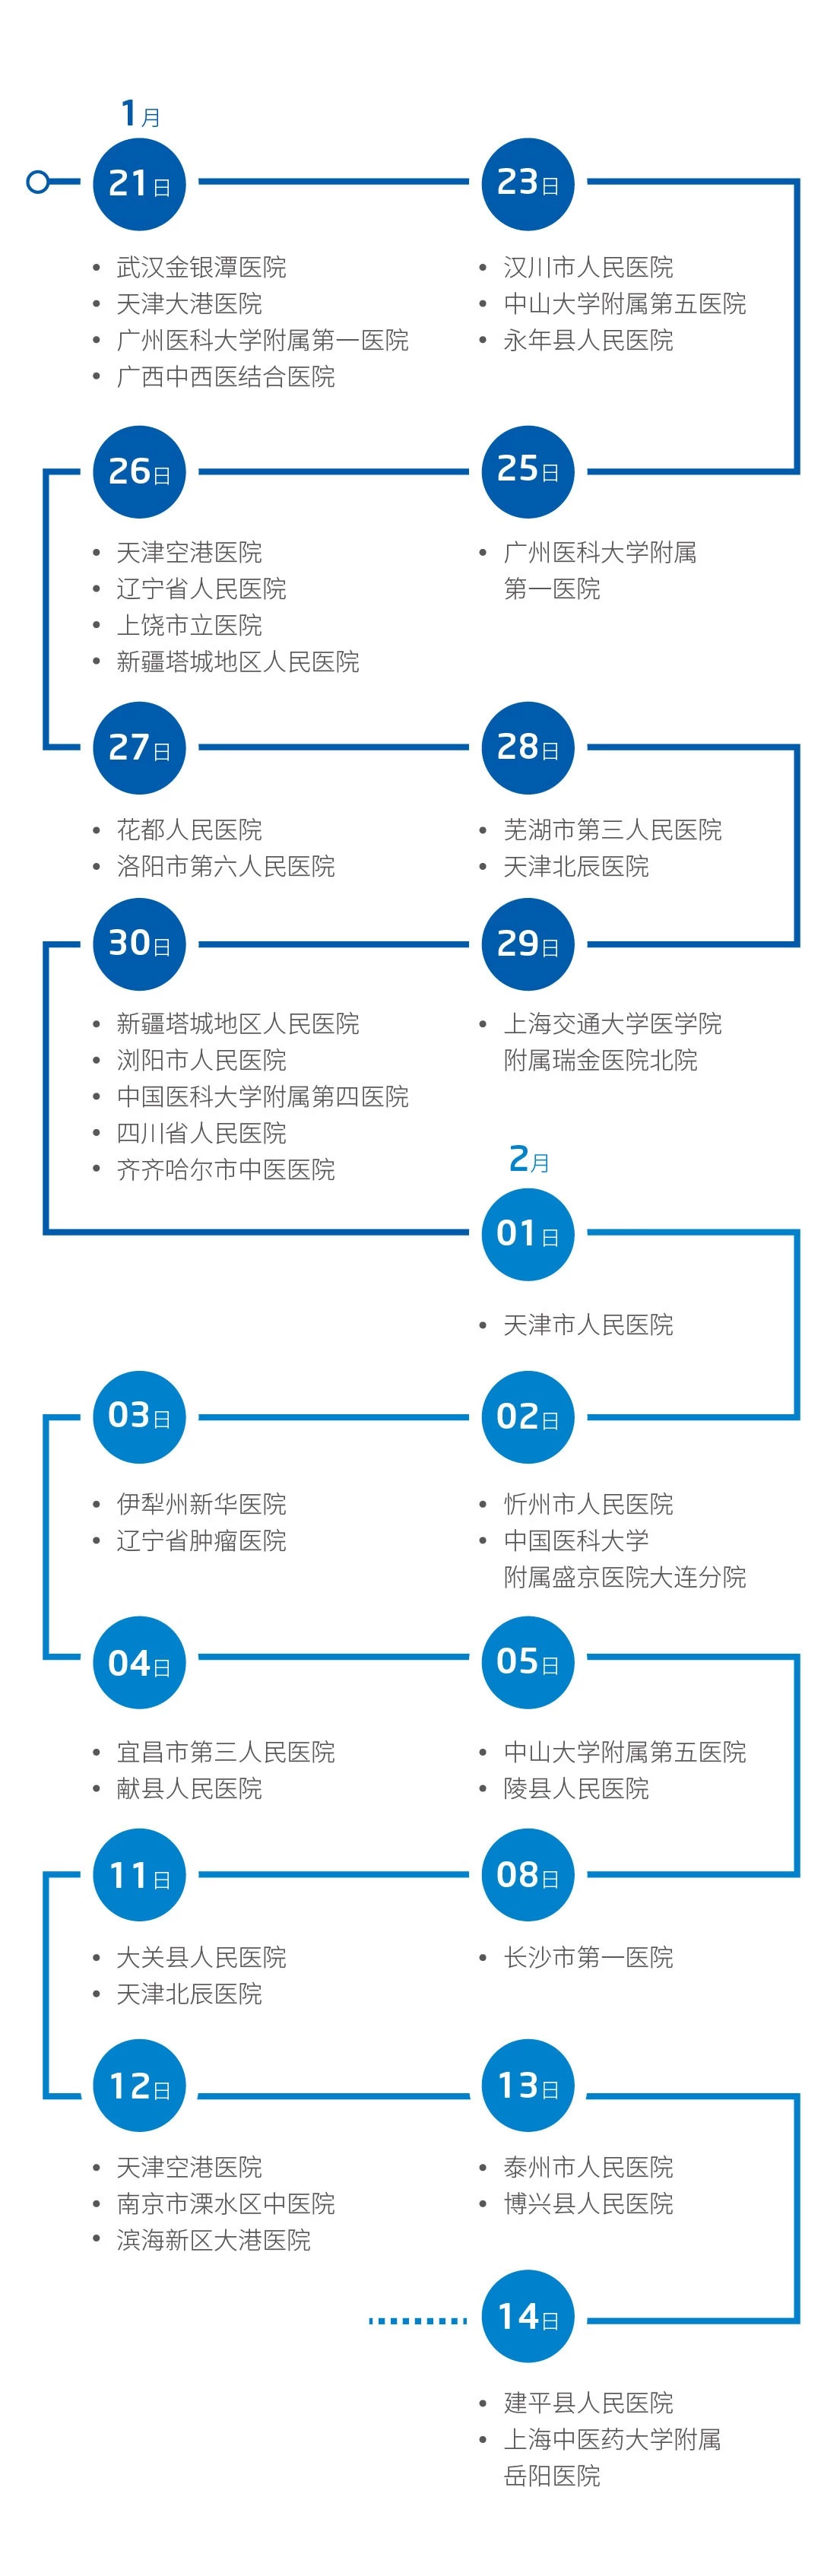 1月
21日
• 武汉金银潭医院
• 天津大港医院
• 广州医科大学附属第一医院
• 广西中西医结合医院
23日
• 汉川市人民医院
• 中山大学附属第五医院
• 永年县人民医院
25日
• 广州医科大学附属
第一医院
26日
• 天津空港医院
• 辽宁省人民医院
• 上饶市立医院
• 新疆塔城地区人民医院
27日
• 花都人民医院
• 洛阳市第六人民医院
28日
• 芜湖市第三人民医院
• 天津北辰医院
29日
• 上海交通大学医学院
附属瑞金医院北院
30日
• 新疆塔城地区人民医院
• 浏阳市人民医院
• 中国医科大学附属第四医院
• 四川省人民医院
• 齐齐哈尔市中医医院
2月
01日
• 天津市人民医院
02日
• 忻州市人民医院
• 中国医科大学
附属盛京医院大连分院
03日
• 伊犁州新华医院
• 辽宁省肿瘤医院
04日
• 宜昌市第三人民医院
• 献县人民医院
05日
• 中山大学附属第五医院
• 陵县人民医院
08日
• 长沙市第一医院
11日
• 大关县人民医院
• 天津北辰医院
12日
• 天津空港医院
• 南京市溧水区中医院
• 滨海新区大港医院
13日
• 泰州市人民医院
• 博兴县人民医院
14日
• 建平县人民医院
• 上海中医药大学附属
岳阳医院